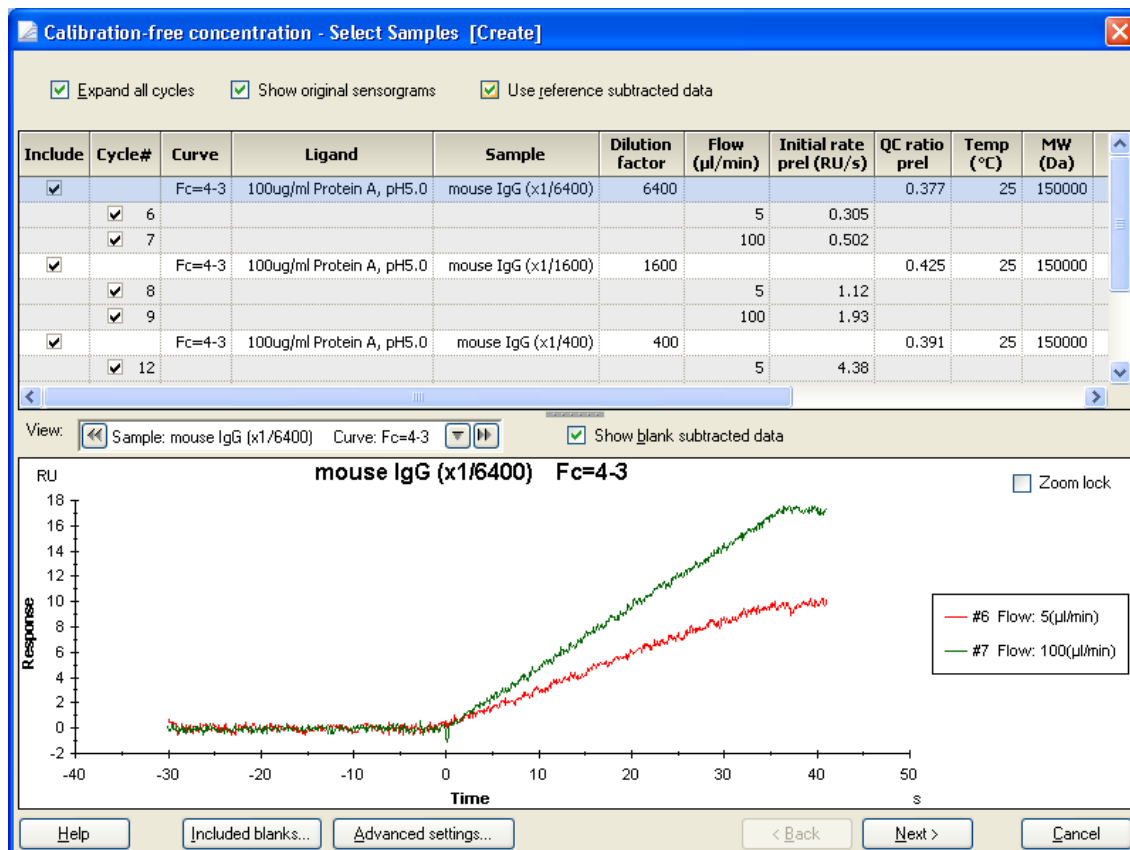 Calibration-free concentration - Select Samples [Create]
Expand all cycles Show original sensorgrams Use reference subtracted data
Include Cycle# Curve Ligand Sample Dilution factor Flow (µl/min) Initial rate prel (RU/s) QC ratio prel Temp (°C) MW (Da)
Fc=4-3 100ug/ml Protein A, pH5.0 mouse IgG (x1/6400) 6400 0.377 25 150000
6 5 0.305
7 100 0.502
Fc=4-3 100ug/ml Protein A, pH5.0 mouse IgG (x1/1600) 1600 0.425 25 150000
8 5 1.12
9 100 1.93
Fc=4-3 100ug/ml Protein A, pH5.0 mouse IgG (x1/400) 400 0.391 25 150000
12 5 4.38
View: Sample: mouse IgG (x1/6400) Curve: Fc=4-3 Show blank subtracted data
mouse IgG (x1/6400) Fc=4-3
RU
Zoom lock
18
16
14
12
10
8
6
4
2
0
-2
Response
#6 Flow: 5(µl/min)
#7 Flow: 100(µl/min)
-40 -30 -20 -10 0 10 20 30 40 50
Time
s
Help Included blanks... Advanced settings... < Back Next > Cancel